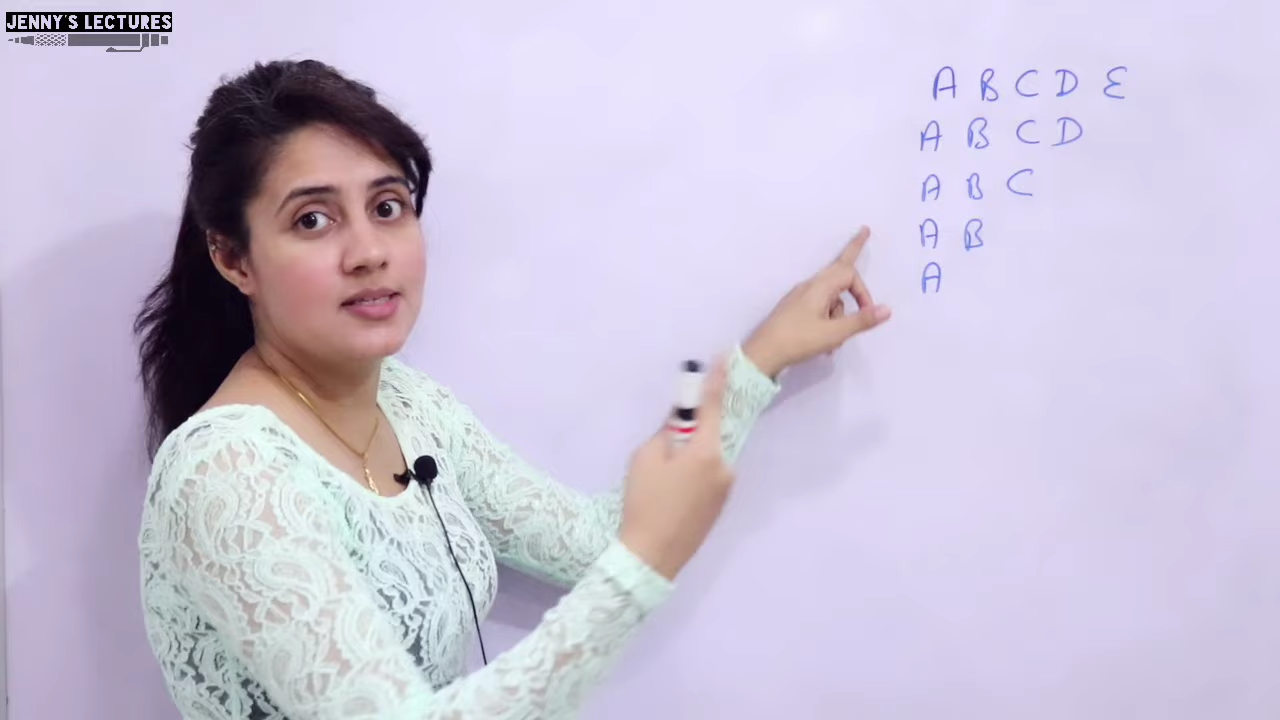 JENNY'S LECTURES
A B C D E
A B C D
A B C
A B
A